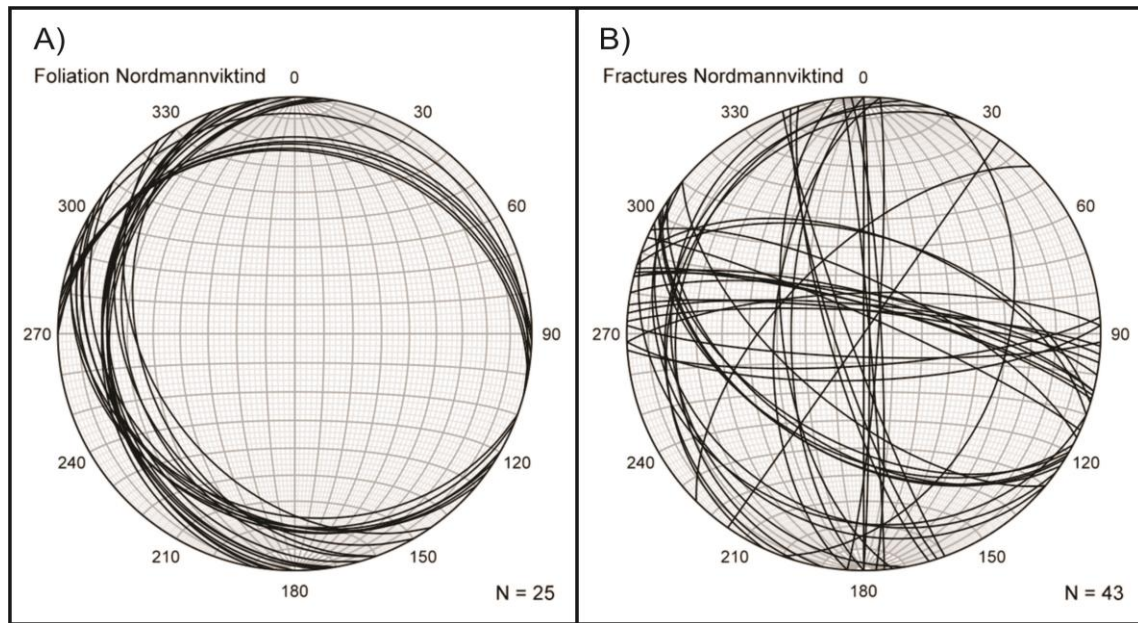 A)
Foliation Nordmannviktind 0
330 30
300 60
270 90
240 120
210 150
180
N = 25
B)
Fractures Nordmannviktind 0
330 30
300 60
270 90
240 120
210 150
180
N = 43